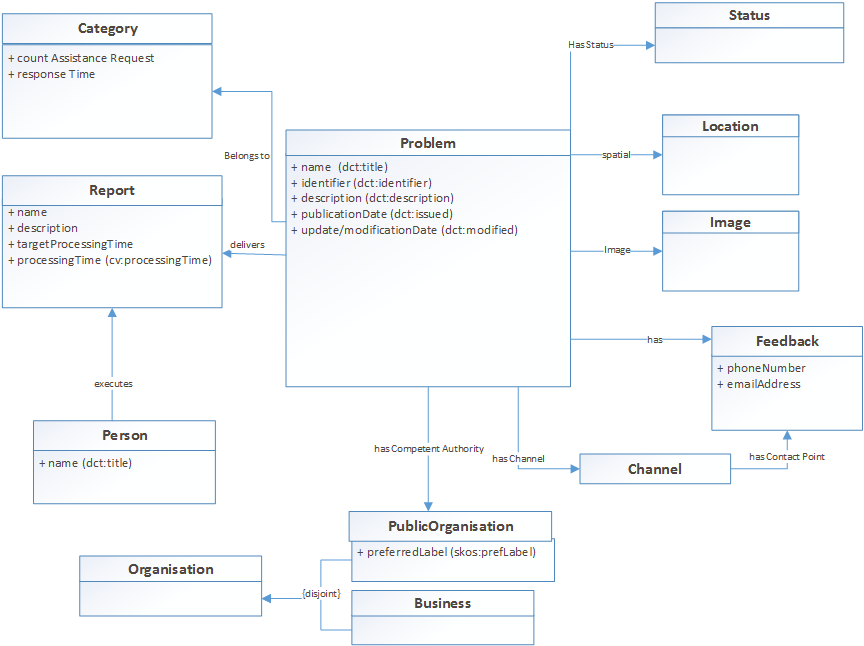 Category
+ count Assistance Request
+ response Time
Status
Has Status
Location
spatial
Problem
+ name (dct:title)
+ identifier (dct:identifier)
+ description (dct:description)
+ publicationDate (dct:issued)
+ update/modificationDate (dct:modified)
Belongs to
Report
+ name
+ description
+ targetProcessingTime
+ processingTime (cv:processingTime)
delivers
Image
Image
has
Feedback
+ phoneNumber
+ emailAddress
executes
Person
+ name (dct:title)
has Competent Authority
has Channel
Channel
has Contact Point
PublicOrganisation
+ preferredLabel (skos:prefLabel)
Organisation
{disjoint}
Business